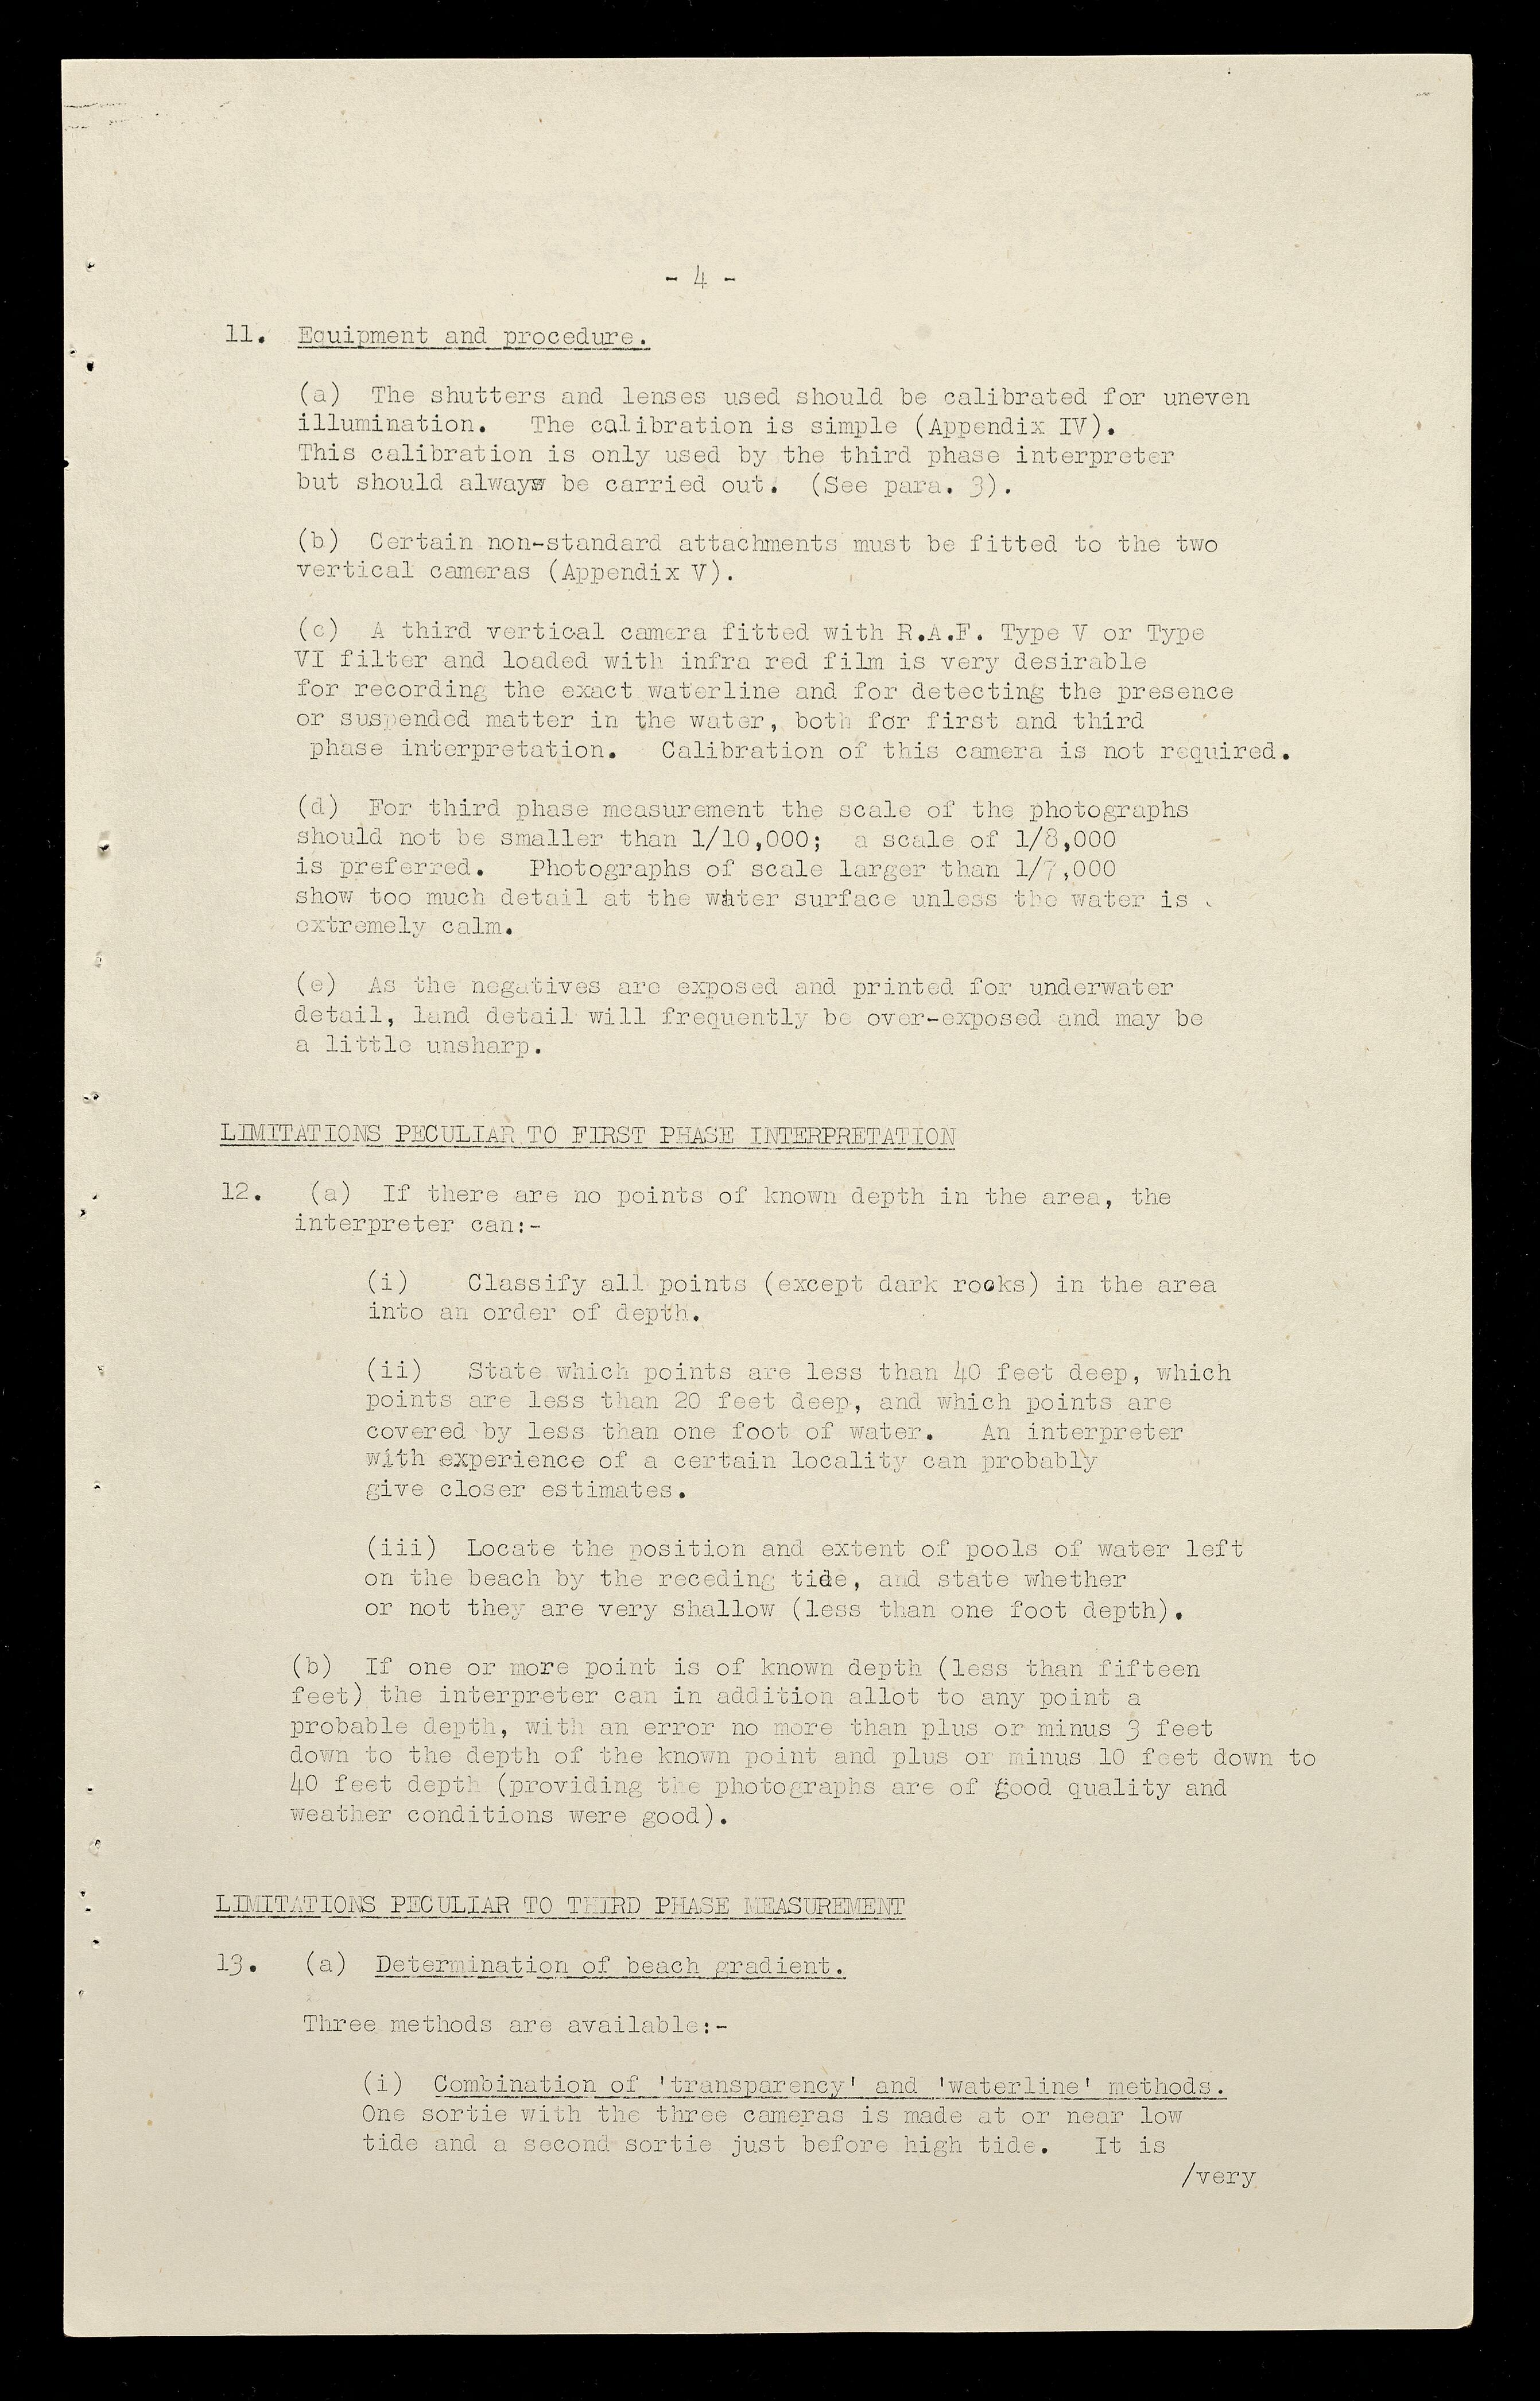 - 4 -
11. Equipment and procedure.
(a) The shutters and lenses used should be calibrated for uneven
illumination. The calibration is simple (Appendix IV).
This calibration is only used by the third phase interpreter
but should always be carried out. (See para. 3).
(b) Certain non-standard attachments must be fitted to the two
vertical cameras (Appendix V).
(c) A third vertical camera fitted with R.A.F. Type V or Type
VI filter and loaded with infra red film is very desirable
for recording the exact waterline and for detecting the presence
or suspended matter in the water, both for first and third
phase interpretation. Calibration of this camera is not required.
(d) For third phase measurement the scale of the photographs
should not be smaller than 1/10,000; a scale of 1/8,000
is preferred. Photographs of scale larger than 1/7,000
show too much detail at the water surface unless the water is
extremely calm.
(e) As the negatives are exposed and printed for underwater
detail, land detail will frequently be over-exposed and may be
a little unsharp.
LIMITATIONS PECULIAR TO FIRST PHASE INTERPRETATION
12. (a) If there are no points of known depth in the area, the
interpreter can:-
(i) Classify all points (except dark rocks) in the area
into an order of depth.
(ii) State which points are less than 40 feet deep, which
points are less than 20 feet deep, and which points are
covered by less than one foot of water. An interpreter
with experience of a certain locality can probably
give closer estimates.
(iii) Locate the position and extent of pools of water left
on the beach by the receding tide, and state whether
or not they are very shallow (less than one foot depth).
(b) If one or more point is of known depth (less than fifteen
feet) the interpreter can in addition allot to any point a
probable depth, with an error no more than plus or minus 3 feet
down to the depth of the known point and plus or minus 10 feet down to
40 feet depth (providing the photographs are of good quality and
weather conditions were good).
LIMITATIONS PECULIAR TO THIRD PHASE MEASUREMENT
13. (a) Determination of beach gradient.
Three methods are available:-
(i) Combination of 'transparency' and 'waterline' methods.
One sortie with the three cameras is made at or near low
tide and a second sortie just before high tide. It is
/very